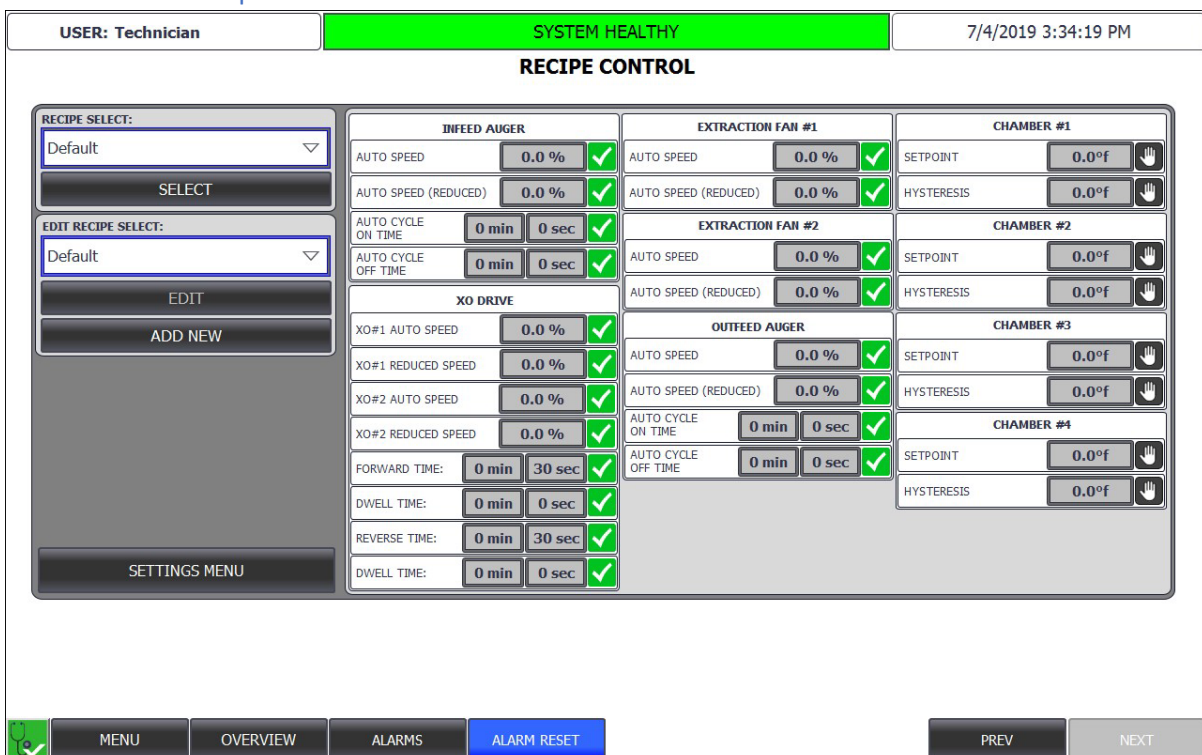 USER: Technician
SYSTEM HEALTHY
7/4/2019 3:34:19 PM
RECIPE CONTROL
RECIPE SELECT:
Default
SELECT
EDIT RECIPE SELECT:
Default
EDIT
ADD NEW
SETTINGS MENU
INFEED AUGER
AUTO SPEED 0.0 %
AUTO SPEED (REDUCED) 0.0 %
AUTO CYCLE
ON TIME 0 min 0 sec
AUTO CYCLE
OFF TIME 0 min 0 sec
XO DRIVE
XO#1 AUTO SPEED 0.0 %
XO#1 REDUCED SPEED 0.0 %
XO#2 AUTO SPEED 0.0 %
XO#2 REDUCED SPEED 0.0 %
FORWARD TIME: 0 min 30 sec
DWELL TIME: 0 min 0 sec
REVERSE TIME: 0 min 30 sec
DWELL TIME: 0 min 0 sec
EXTRACTION FAN #1
AUTO SPEED 0.0 %
AUTO SPEED (REDUCED) 0.0 %
EXTRACTION FAN #2
AUTO SPEED 0.0 %
AUTO SPEED (REDUCED) 0.0 %
OUTFEED AUGER
AUTO SPEED 0.0 %
AUTO SPEED (REDUCED) 0.0 %
AUTO CYCLE
ON TIME 0 min 0 sec
AUTO CYCLE
OFF TIME 0 min 0 sec
CHAMBER #1
SETPOINT 0.0°f
HYSTERESIS 0.0°f
CHAMBER #2
SETPOINT 0.0°f
HYSTERESIS 0.0°f
CHAMBER #3
SETPOINT 0.0°f
HYSTERESIS 0.0°f
CHAMBER #4
SETPOINT 0.0°f
HYSTERESIS 0.0°f
MENU
OVERVIEW
ALARMS
ALARM RESET
PREV
NEXT